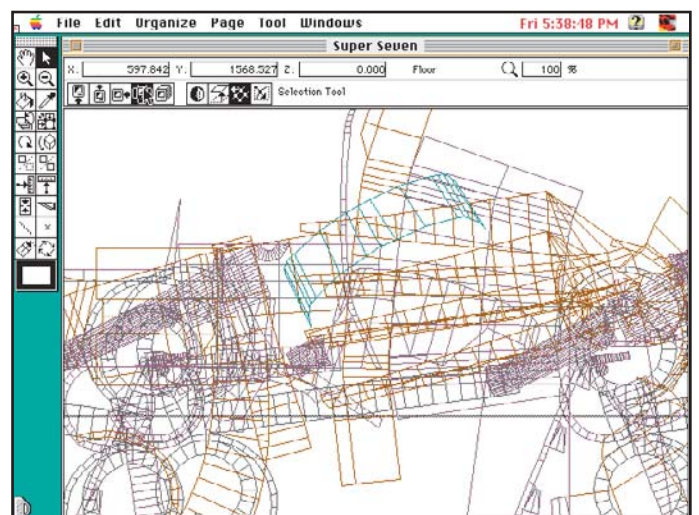 File Edit Organize Page Tool Windows Fri 5:38:48 PM
Super Seven
X: 597.842 Y: 1568.527 Z: 0.000 Floor 100 %
Selection Tool